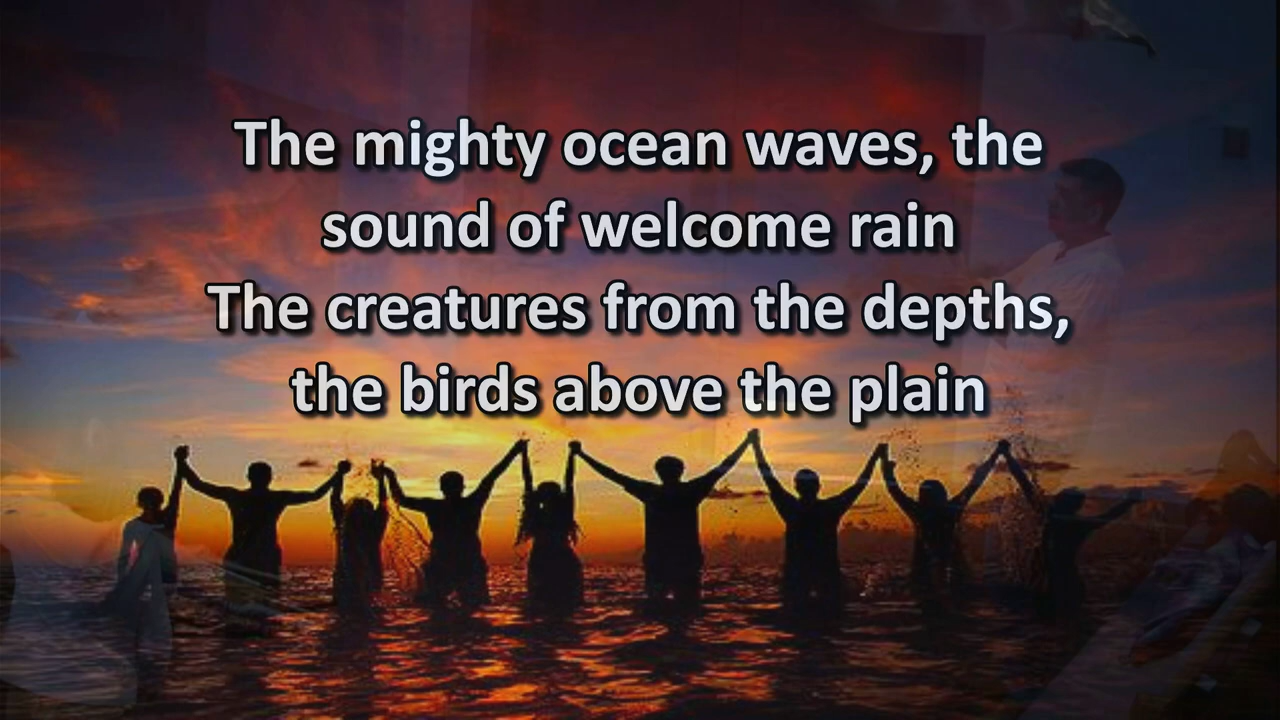 The mighty ocean waves, the
sound of welcome rain
The creatures from the depths,
the birds above the plain